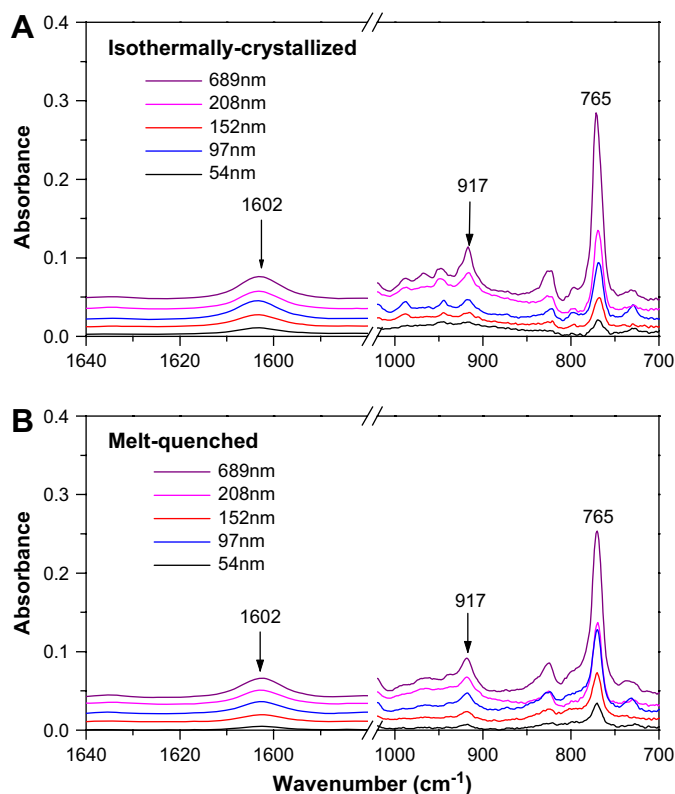 A
Isothermally-crystallized
689nm
208nm
152nm
97nm
54nm
1602
917
765
Absorbance
0.4
0.3
0.2
0.1
0.0
1640 1620 1600 1000 900 800 700
B
Melt-quenched
689nm
208nm
152nm
97nm
54nm
1602
917
765
Absorbance
0.4
0.3
0.2
0.1
0.0
1640 1620 1600 1000 900 800 700
Wavenumber (cm⁻¹)